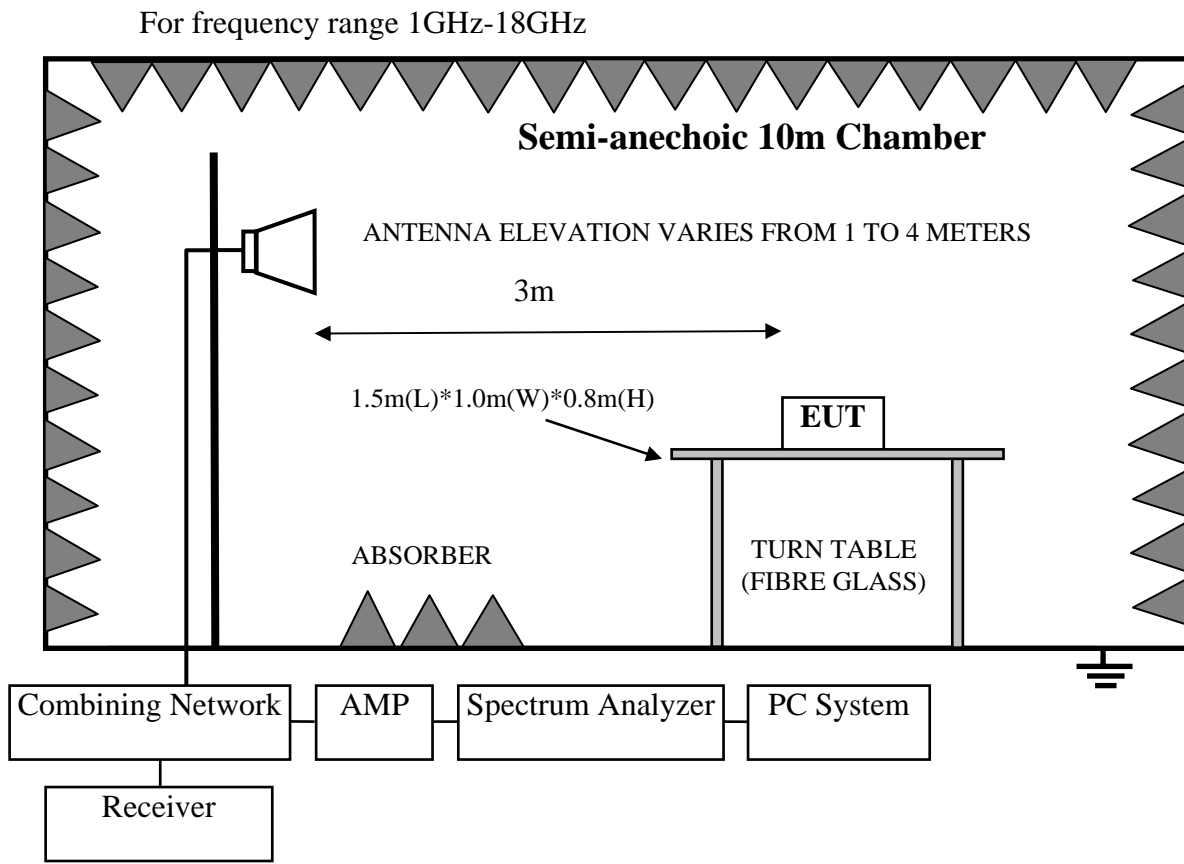 For frequency range 1GHz-18GHz
Semi-anechoic 10m Chamber
ANTENNA ELEVATION VARIES FROM 1 TO 4 METERS
3m
1.5m(L)*1.0m(W)*0.8m(H)
EUT
ABSORBER
TURN TABLE
(FIBRE GLASS)
Combining Network
AMP
Spectrum Analyzer
PC System
Receiver